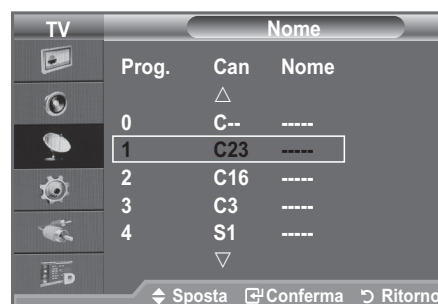 TV Nome
Prog. Can Nome
0 C-- -----
1 C23 -----
2 C16 -----
3 C3 -----
4 S1 -----
D
Sposta Conferma Ritorno